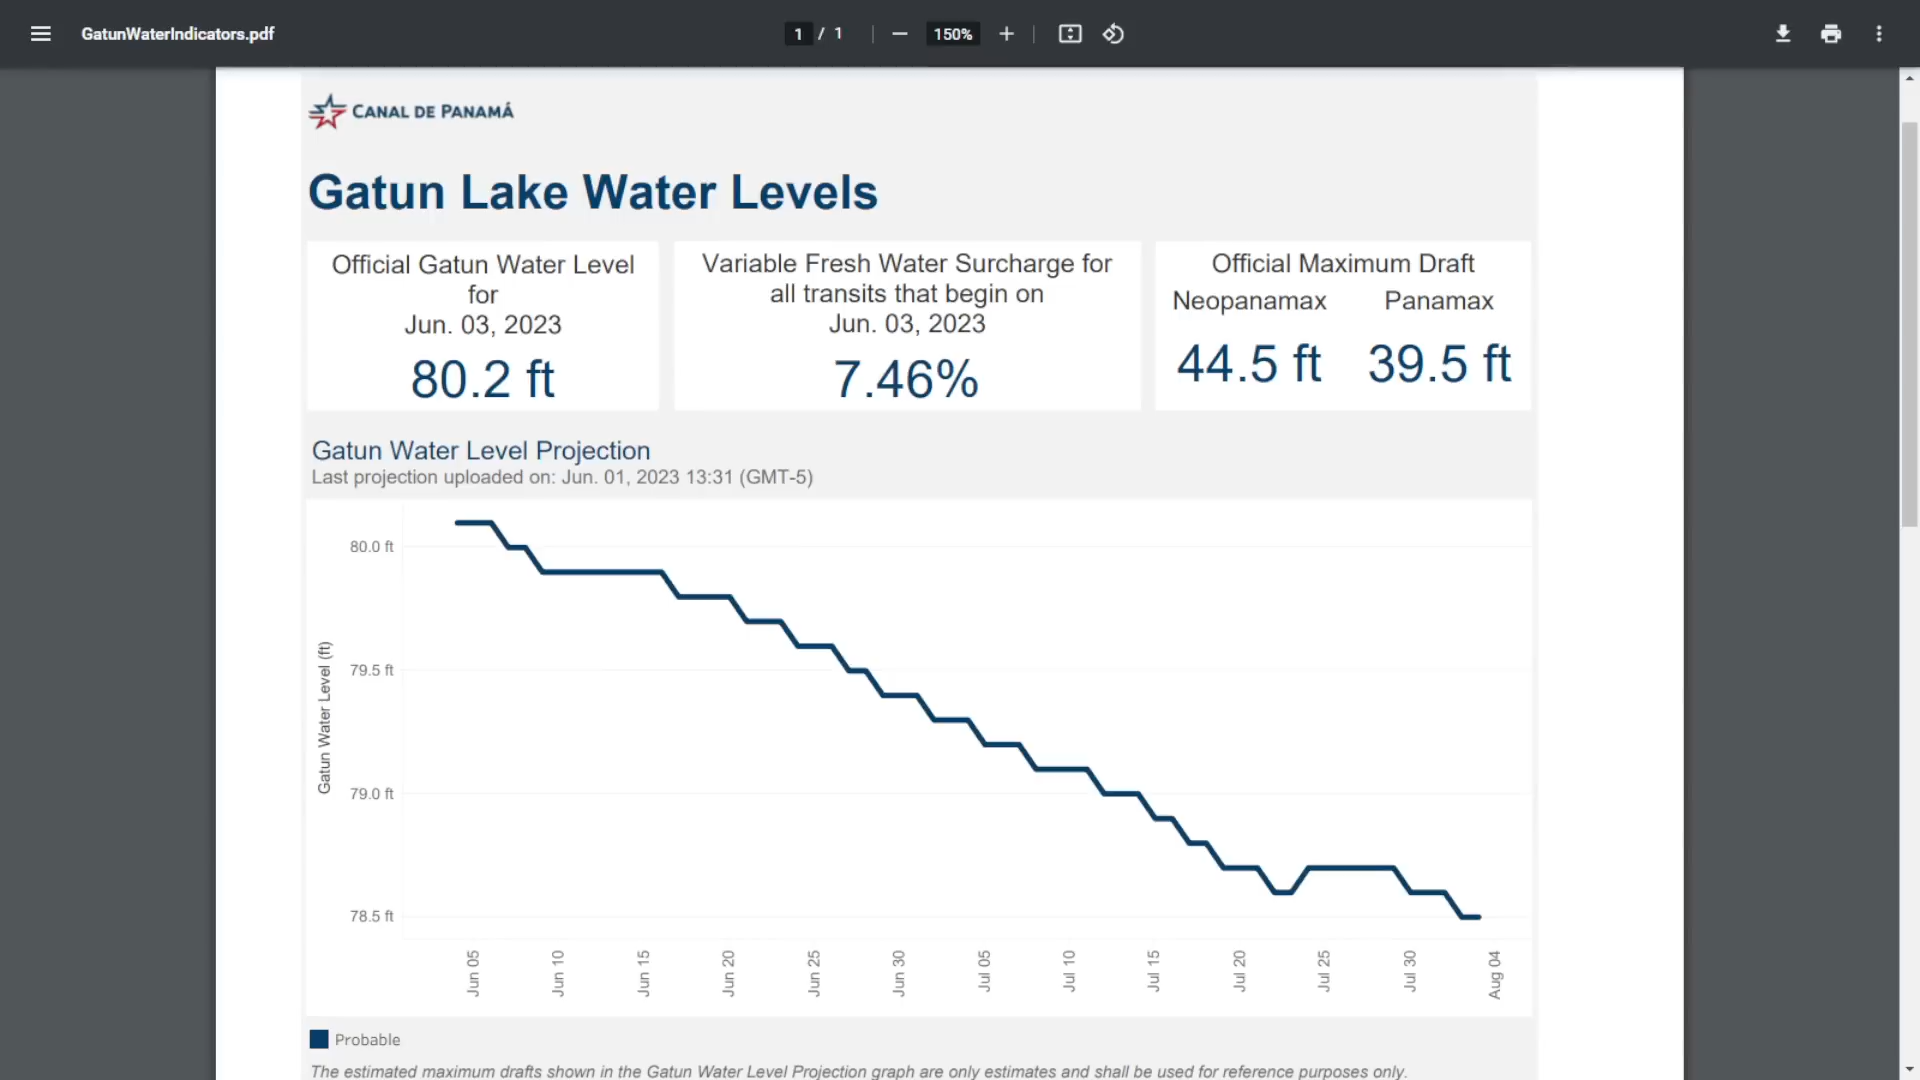 GatunWaterIndicators.pdf
1 / 1
150%
CANAL DE PANAMÁ
Gatun Lake Water Levels
Official Gatun Water Level
for
Jun. 03, 2023
80.2 ft
Variable Fresh Water Surcharge for
all transits that begin on
Jun. 03, 2023
7.46%
Official Maximum Draft
Neopanamax Panamax
44.5 ft 39.5 ft
Gatun Water Level Projection
Last projection uploaded on: Jun. 01, 2023 13:31 (GMT-5)
Gatun Water Level (ft)
80.0 ft
79.5 ft
79.0 ft
78.5 ft
Jun 05
Jun 10
Jun 15
Jun 20
Jun 25
Jun 30
Jul 05
Jul 10
Jul 15
Jul 20
Jul 25
Jul 30
Aug 04
Probable
The estimated maximum drafts shown in the Gatun Water Level Projection graph are only estimates and shall be used for reference purposes only.